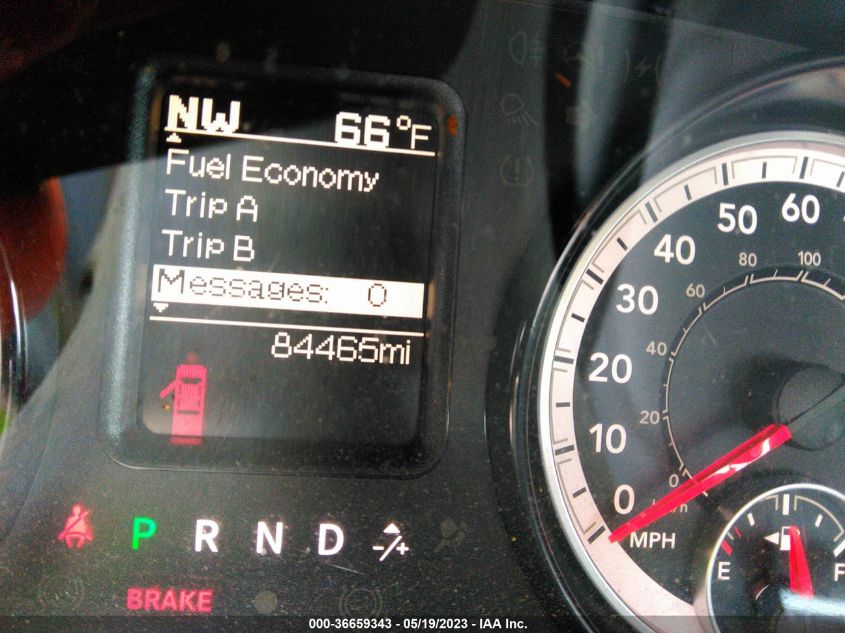 NW 66°F
Fuel Economy
Trip A
Trip B
Messages: 0
84465mi
P R N D -/+
BRAKE
0 10 20 30 40 50 60
0 20 40 60 80 100
MPH
E F
000-36659343 - 05/19/2023 - IAA Inc.